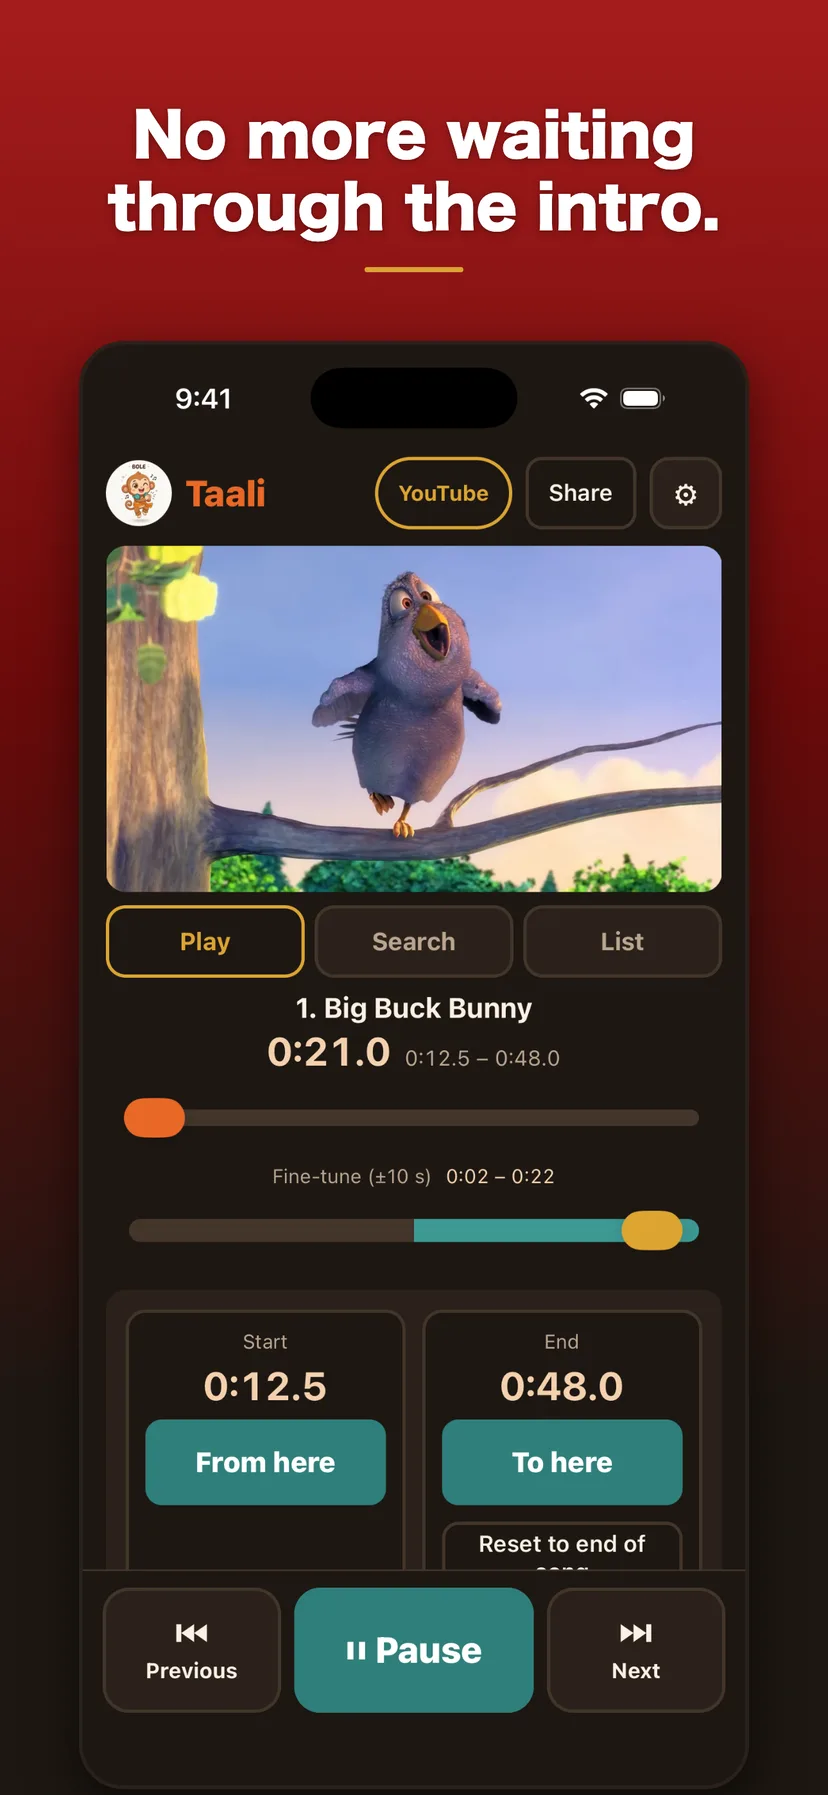 No more waiting
through the intro.
9:41
BOLE
Taali
YouTube
Share
Play
Search
List
1. Big Buck Bunny
0:21.0 0:12.5 – 0:48.0
Fine-tune (±10 s) 0:02 – 0:22
Start
0:12.5
From here
End
0:48.0
To here
Reset to end of
song
Previous
Pause
Next